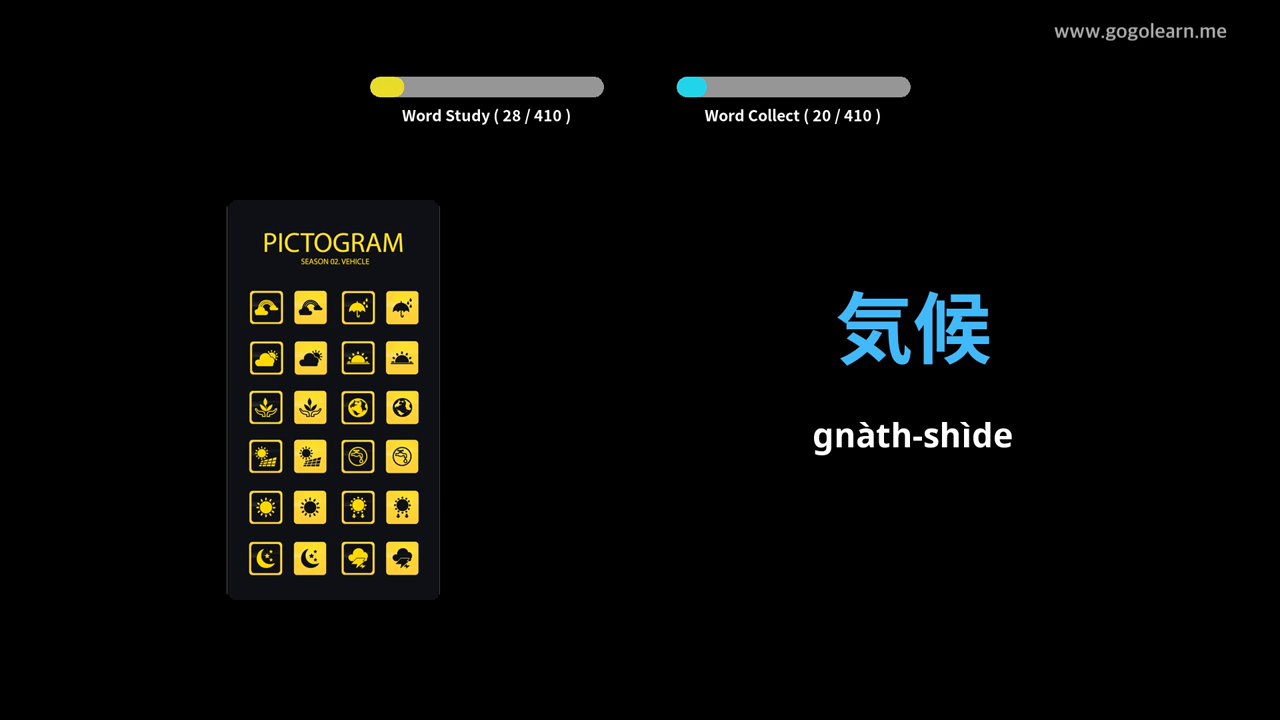 www.gogolearn.me
Word Study ( 28 / 410 )
Word Collect ( 20 / 410 )
PICTOGRAM
SEASON 02. VEHICLE
気候
gnàth-shìde